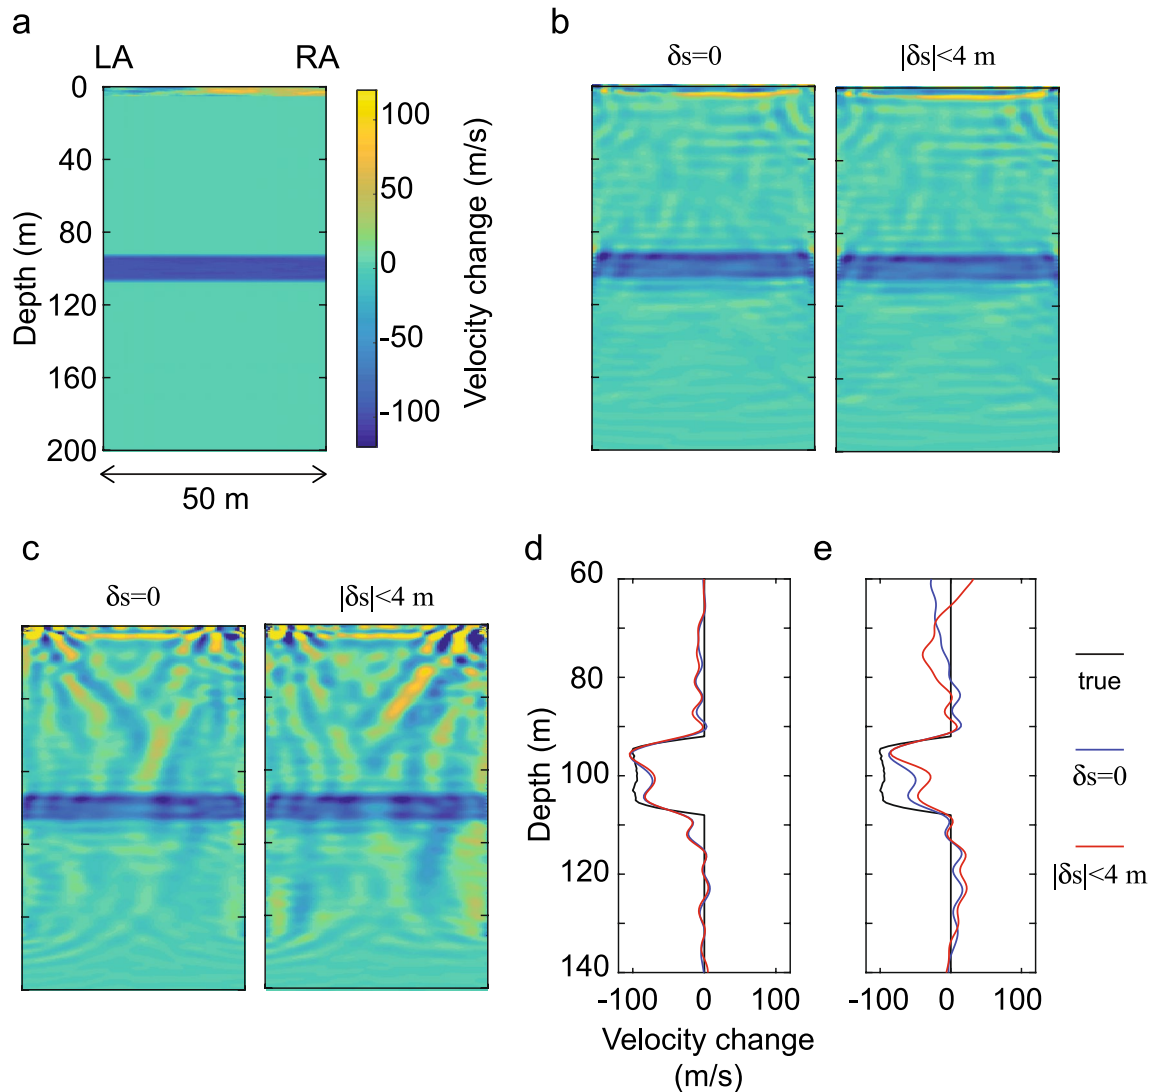 a
LA RA
0
40
80
120
160
200
Depth (m)
50 m
100
50
0
-50
-100
Velocity change (m/s)
b
δs=0 |δs|<4 m
c
δs=0 |δs|<4 m
d
60
80
100
120
140
Depth (m)
-100 0 100
e
-100 0 100
Velocity change
(m/s)
true
δs=0
|δs|<4 m